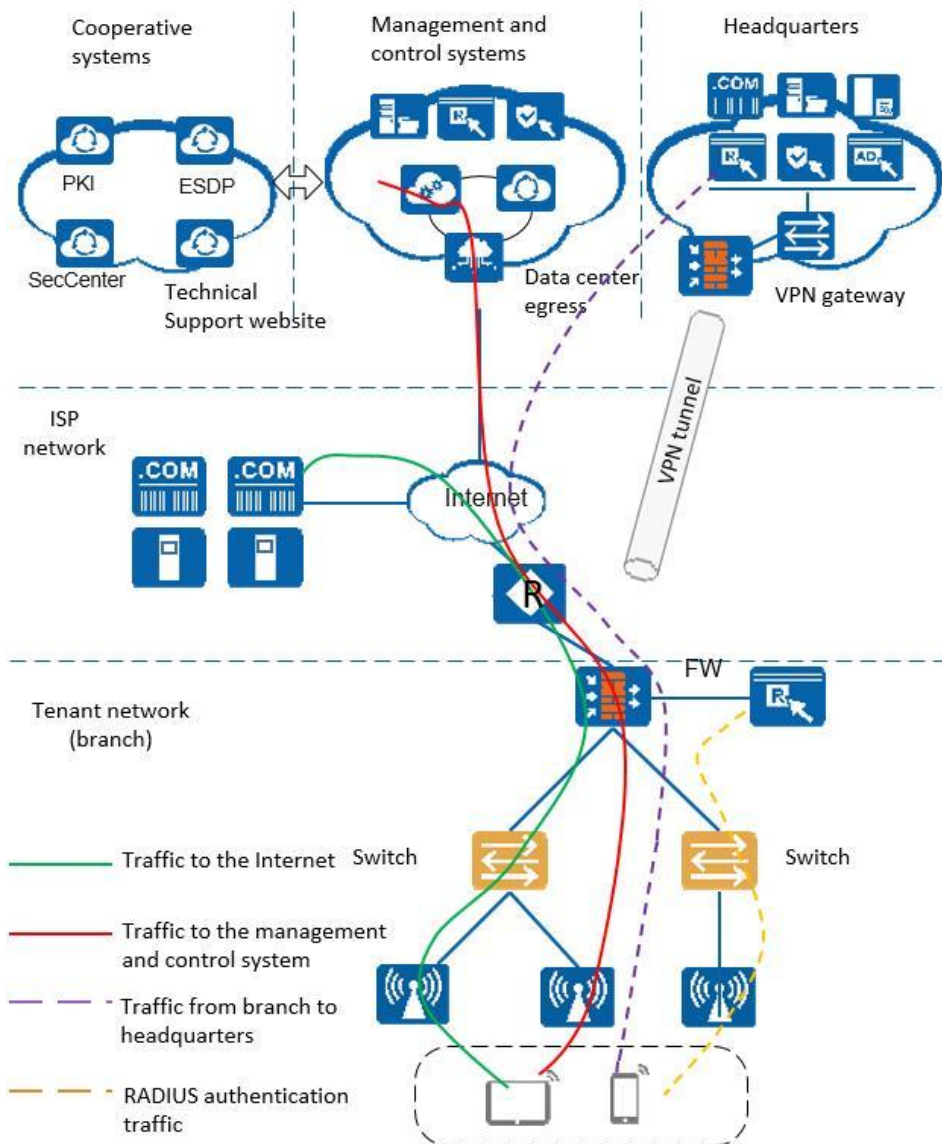 Cooperative
systems
Management and
control systems
Headquarters
.COM
R
R
AD
PKI
ESDP
SecCenter
Technical
Support website
Data center
egress
VPN gateway
ISP
network
VPN tunnel
.COM
.COM
Internet
R
FW
R
Tenant network
(branch)
Traffic to the Internet
Switch
Switch
Traffic to the management
and control system
Traffic from branch to
headquarters
RADIUS authentication
traffic